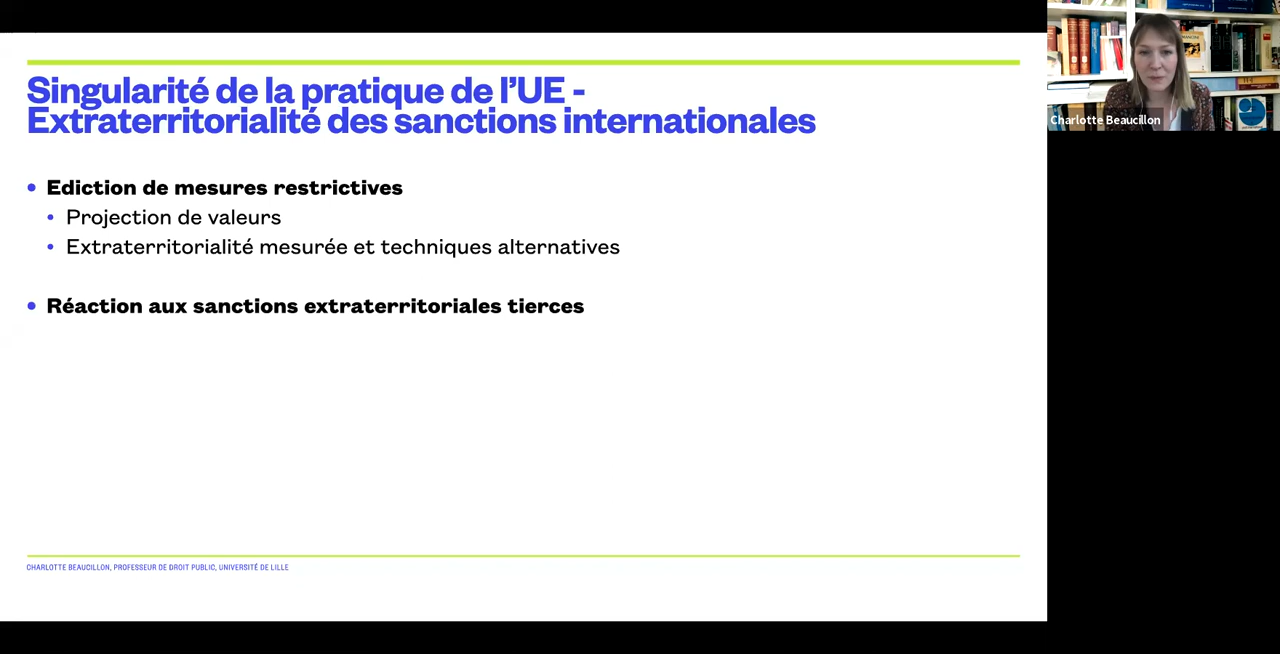 Singularité de la pratique de l'UE -
Extraterritorialité des sanctions internationales
• Ediction de mesures restrictives
• Projection de valeurs
• Extraterritorialité mesurée et techniques alternatives
• Réaction aux sanctions extraterritoriales tierces
CHARLOTTE BEAUCILLON, PROFESSEUR DE DROIT PUBLIC, UNIVERSITÉ DE LILLE
Charlotte Beaucillon